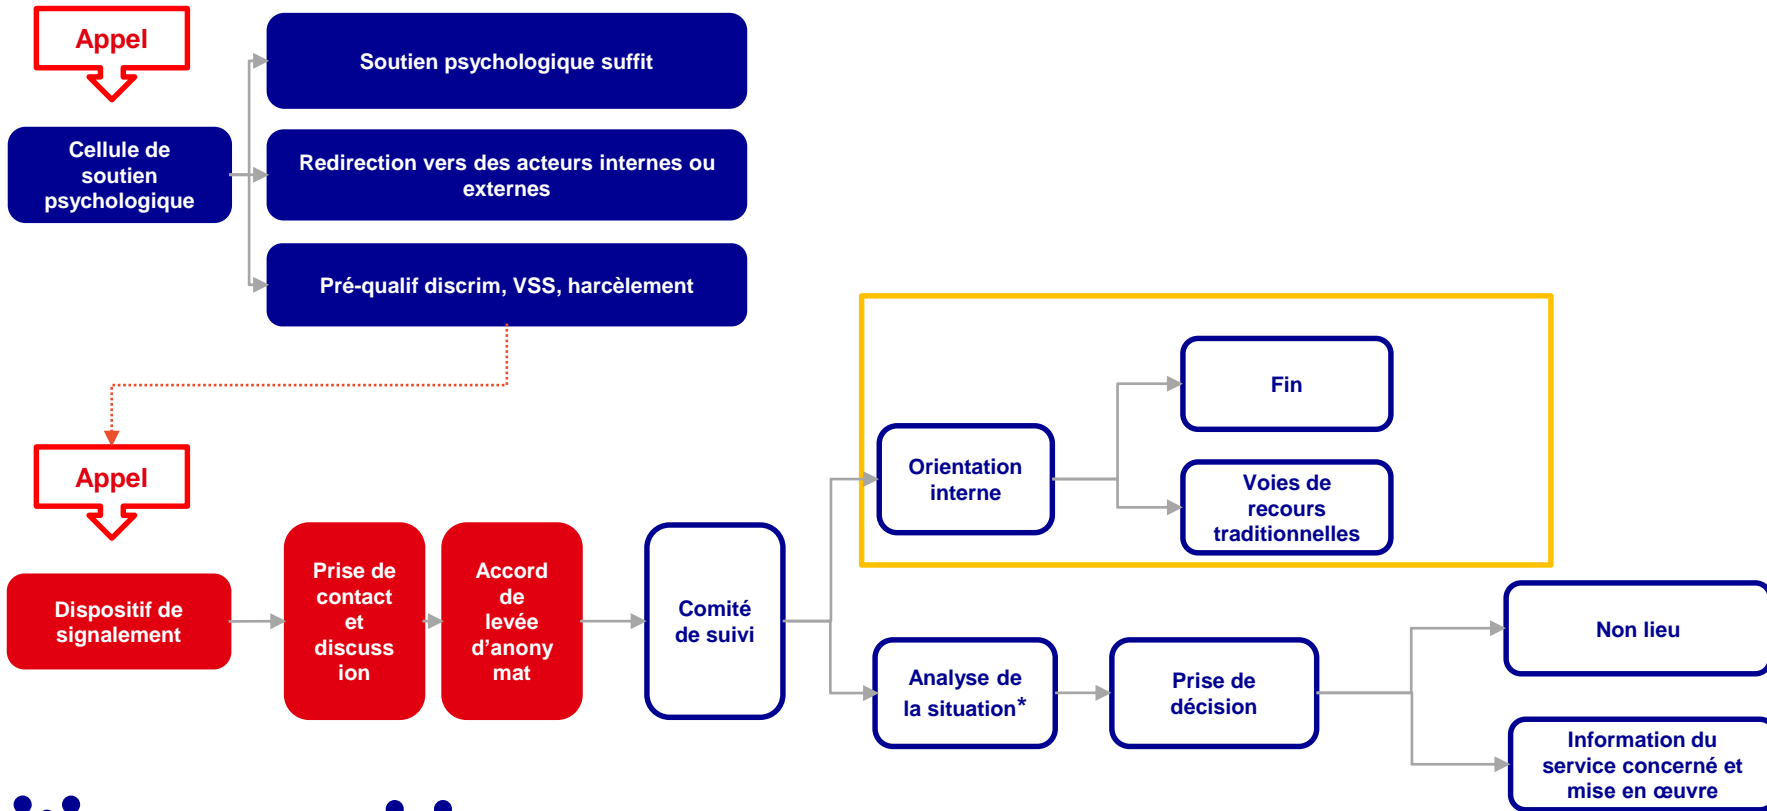 Appel
Soutien psychologique suffit
Cellule de
soutien
psychologique
Redirection vers des acteurs internes ou
externes
Pré-qualif discrim, VSS, harcèlement
Appel
Dispositif de
signalement
Prise de
contact
et
discuss
ion
Accord
de
levée
d'anony
mat
Comité
de suivi
Orientation
interne
Fin
Voies de
recours
traditionnelles
Analyse de
la situation*
Prise de
décision
Non lieu
Information du
service concerné et
mise en œuvre